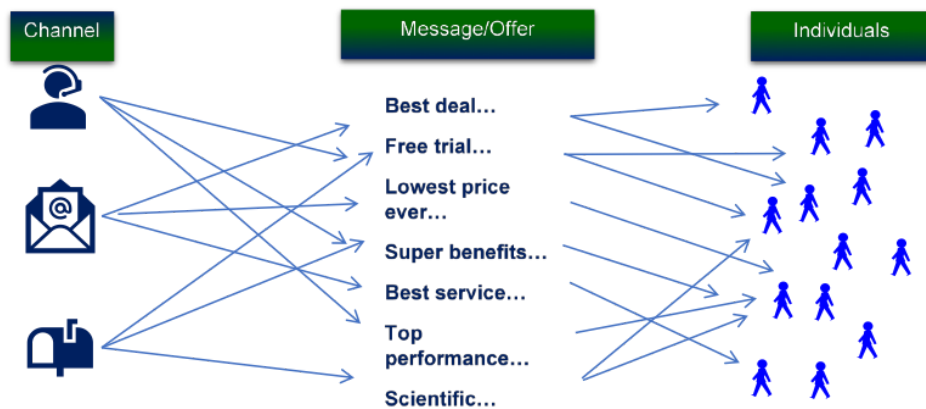 Channel
Message/Offer
Individuals
Best deal...
Free trial...
Lowest price
ever...
@
Super benefits...
Best service...
Top
performance...
Scientific...